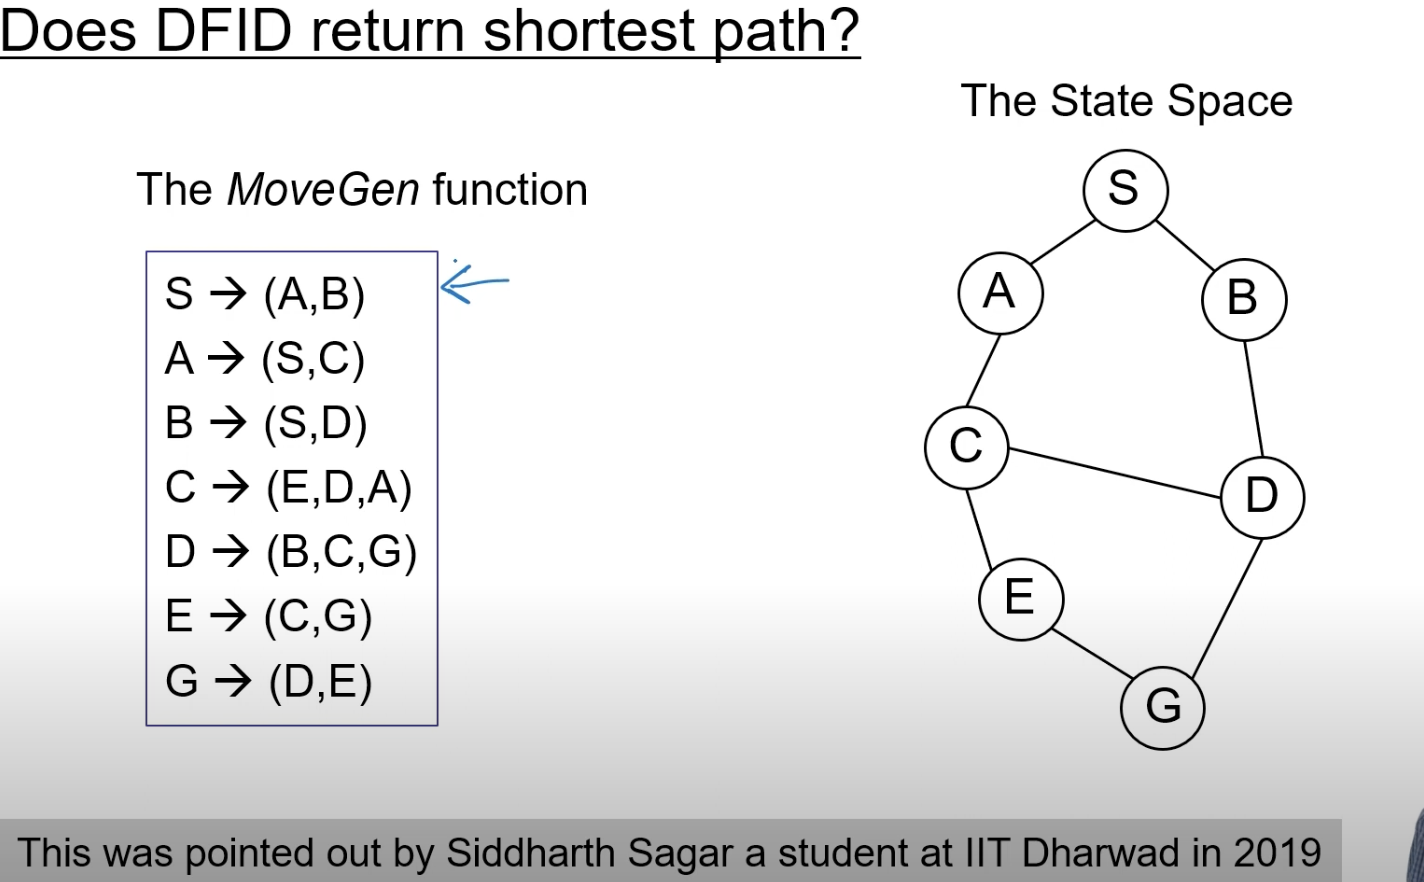 Does DFID return shortest path?
The State Space
The MoveGen function
S → (A,B)
A → (S,C)
B → (S,D)
C → (E,D,A)
D → (B,C,G)
E → (C,G)
G → (D,E)
S
A
B
C
D
E
G
This was pointed out by Siddharth Sagar a student at IIT Dharwad in 2019